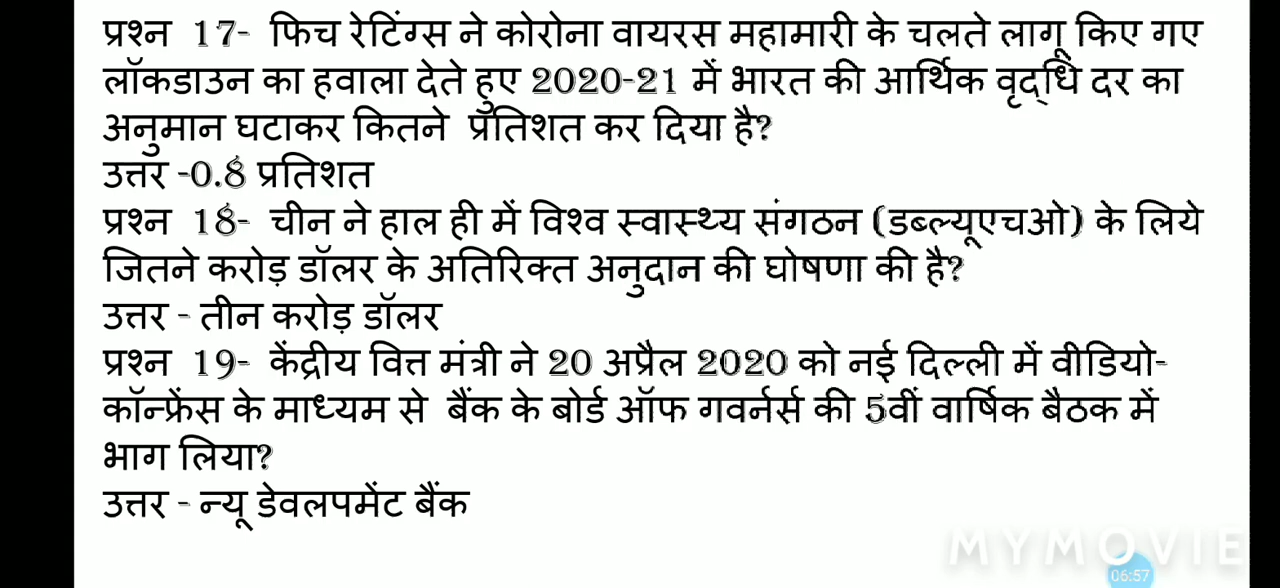 प्रश्न 17- फिच रेटिंग्स ने कोरोना वायरस महामारी के चलते लागू किए गए
लॉकडाउन का हवाला देते हुए 2020-21 में भारत की आर्थिक वृद्धि दर का
अनुमान घटाकर कितने प्रतिशत कर दिया है?
उत्तर -0.8 प्रतिशत
प्रश्न 18- चीन ने हाल ही में विश्व स्वास्थ्य संगठन (डब्ल्यूएचओ) के लिये
जितने करोड़ डॉलर के अतिरिक्त अनुदान की घोषणा की है?
उत्तर - तीन करोड़ डॉलर
प्रश्न 19- केंद्रीय वित्त मंत्री ने 20 अप्रैल 2020 को नई दिल्ली में वीडियो-
कॉन्फ्रेंस के माध्यम से बैंक के बोर्ड ऑफ गवर्नर्स की 5वीं वार्षिक बैठक में
भाग लिया?
उत्तर - न्यू डेवलपमेंट बैंक
MYMOVIE
06:57